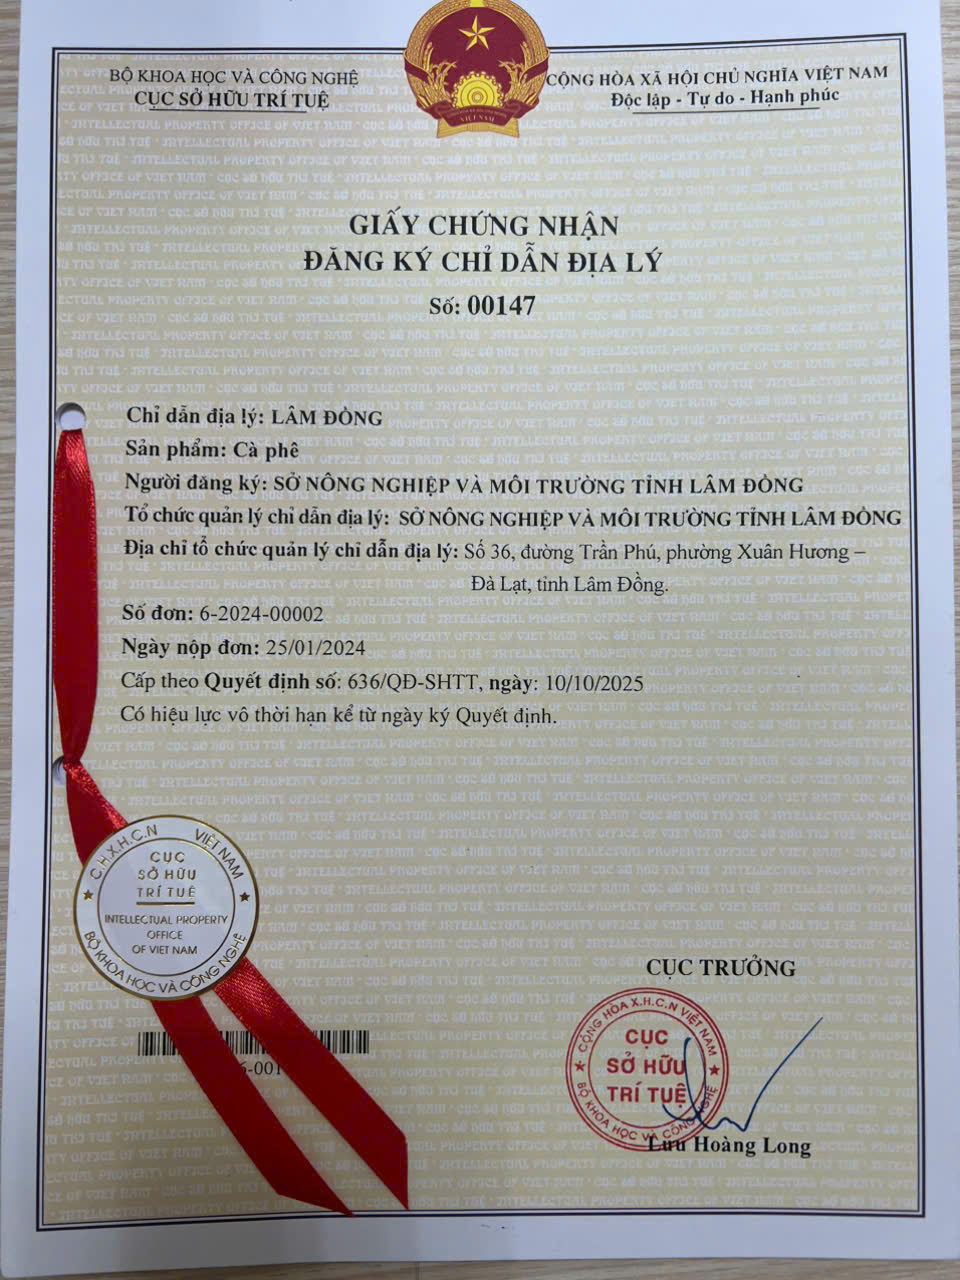 BỘ KHOA HỌC VÀ CÔNG NGHỆ
CỤC SỞ HỮU TRÍ TUỆ
CỘNG HÒA XÃ HỘI CHỦ NGHĨA VIỆT NAM
Độc lập - Tự do - Hạnh phúc
VIỆT NAM
GIẤY CHỨNG NHẬN
ĐĂNG KÝ CHỈ DẪN ĐỊA LÝ
Số: 00147
Chỉ dẫn địa lý: LÂM ĐỒNG
Sản phẩm: Cà phê
Người đăng ký: SỞ NÔNG NGHIỆP VÀ MÔI TRƯỜNG TỈNH LÂM ĐỒNG
Tổ chức quản lý chỉ dẫn địa lý: SỞ NÔNG NGHIỆP VÀ MÔI TRƯỜNG TỈNH LÂM ĐỒNG
Địa chỉ tổ chức quản lý chỉ dẫn địa lý: Số 36, đường Trần Phú, phường Xuân Hương –
Đà Lạt, tỉnh Lâm Đồng.
Số đơn: 6-2024-00002
Ngày nộp đơn: 25/01/2024
Cấp theo Quyết định số: 636/QĐ-SHTT, ngày: 10/10/2025
Có hiệu lực vô thời hạn kể từ ngày ký Quyết định.
C.H.X.H.C.N VIỆT NAM
CỤC
SỞ HỮU
TRÍ TUỆ
INTELLECTUAL PROPERTY
OFFICE
OF VIET NAM
BỘ KHOA HỌC VÀ CÔNG NGHỆ
6-001
CỤC TRƯỞNG
CỘNG HÒA X.H.C.N VIỆT NAM
CỤC
SỞ HỮU
TRÍ TUỆ
BỘ KHOA HỌC VÀ CÔNG NGHỆ
Lưu Hoàng Long